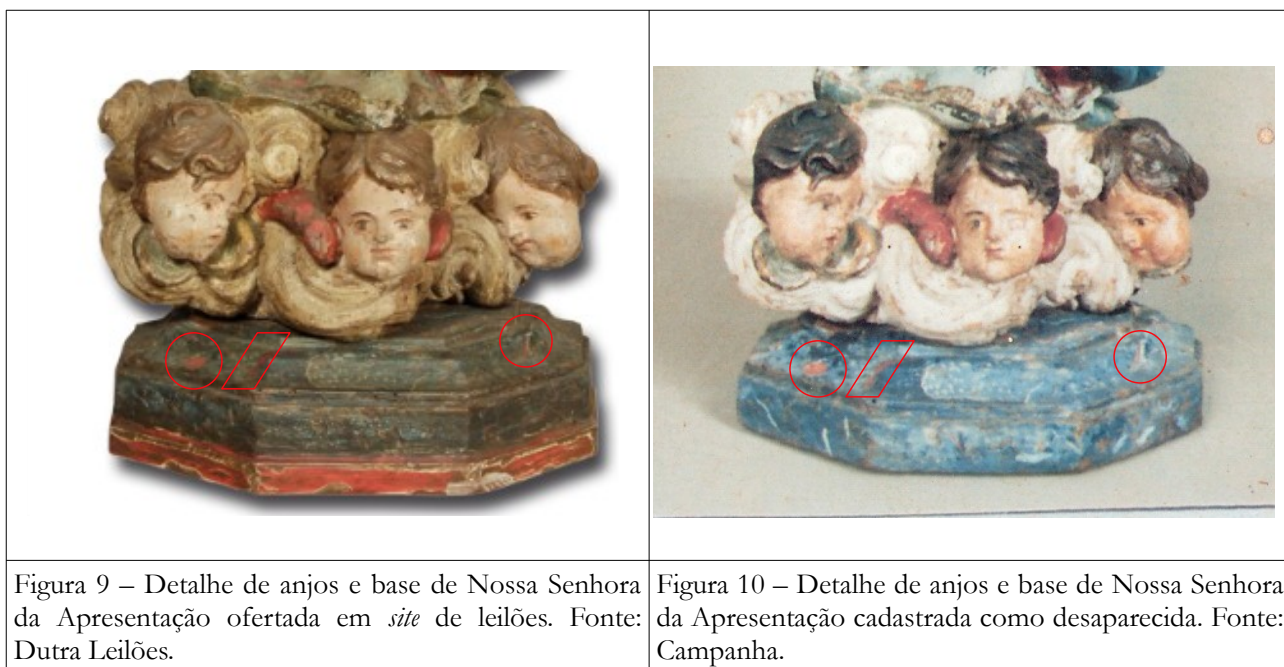 Figura 9 – Detalhe de anjos e base de Nossa Senhora
da Apresentação ofertada em site de leilões. Fonte:
Dutra Leilões.
Figura 10 – Detalhe de anjos e base de Nossa Senhora
da Apresentação cadastrada como desaparecida. Fonte:
Campanha.